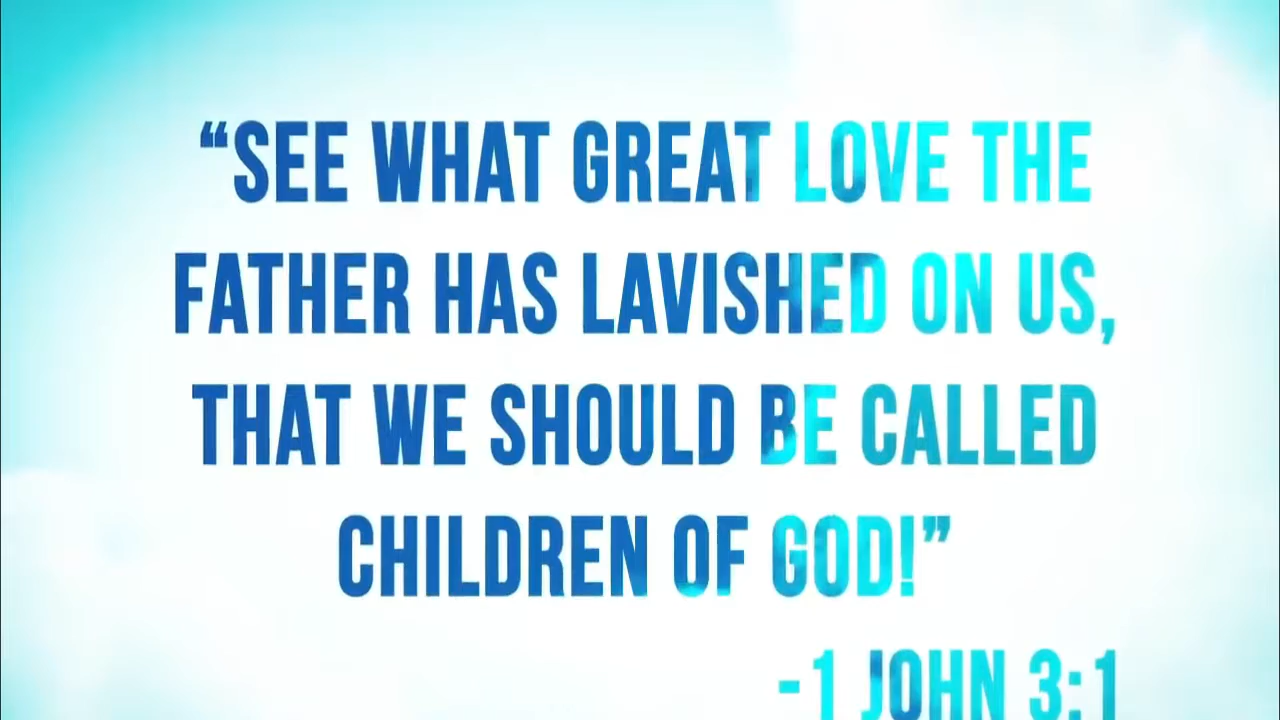 “SEE WHAT GREAT LOVE THE
FATHER HAS LAVISHED ON US,
THAT WE SHOULD BE CALLED
CHILDREN OF GOD!”
-1 JOHN 3:1